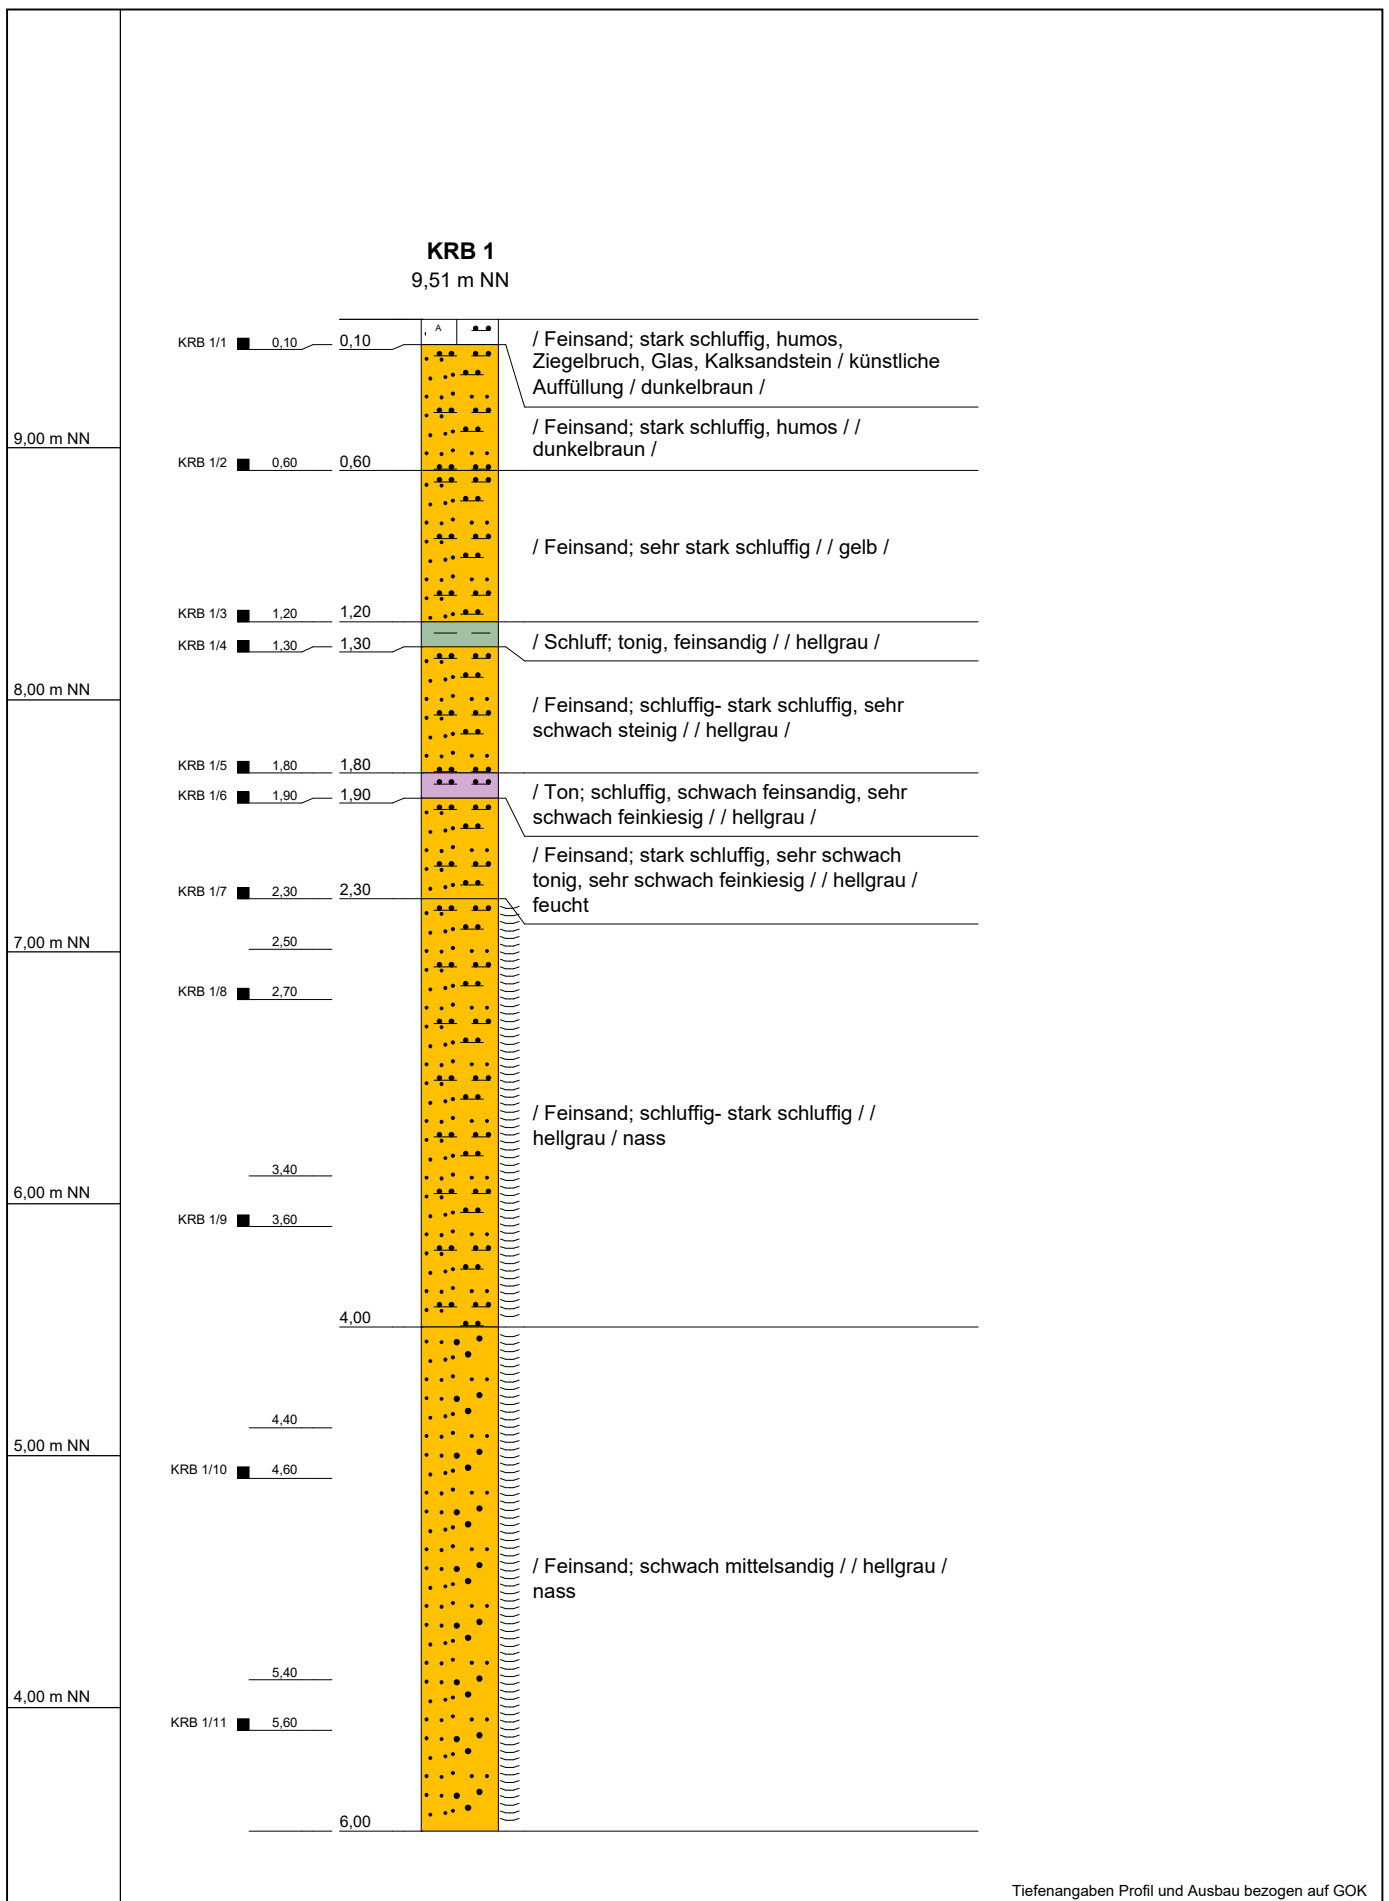 KRB 1
9,51 m NN
A
KRB 1/1 0,10 0,10
/ Feinsand; stark schluffig, humos,
Ziegelbruch, Glas, Kalksandstein / künstliche
Auffüllung / dunkelbraun /
9,00 m NN
/ Feinsand; stark schluffig, humos / /
dunkelbraun /
KRB 1/2 0,60 0,60
/ Feinsand; sehr stark schluffig / / gelb /
KRB 1/3 1,20 1,20
KRB 1/4 1,30 1,30
/ Schluff; tonig, feinsandig / / hellgrau /
8,00 m NN
/ Feinsand; schluffig- stark schluffig, sehr
schwach steinig / / hellgrau /
KRB 1/5 1,80 1,80
KRB 1/6 1,90 1,90
/ Ton; schluffig, schwach feinsandig, sehr
schwach feinkiesig / / hellgrau /
/ Feinsand; stark schluffig, sehr schwach
tonig, sehr schwach feinkiesig / / hellgrau /
feucht
KRB 1/7 2,30 2,30
7,00 m NN
2,50
KRB 1/8 2,70
/ Feinsand; schluffig- stark schluffig / /
hellgrau / nass
3,40
6,00 m NN
KRB 1/9 3,60
4,00
4,40
5,00 m NN
KRB 1/10 4,60
/ Feinsand; schwach mittelsandig / / hellgrau /
nass
5,40
4,00 m NN
KRB 1/11 5,60
6,00
Tiefenangaben Profil und Ausbau bezogen auf GOK